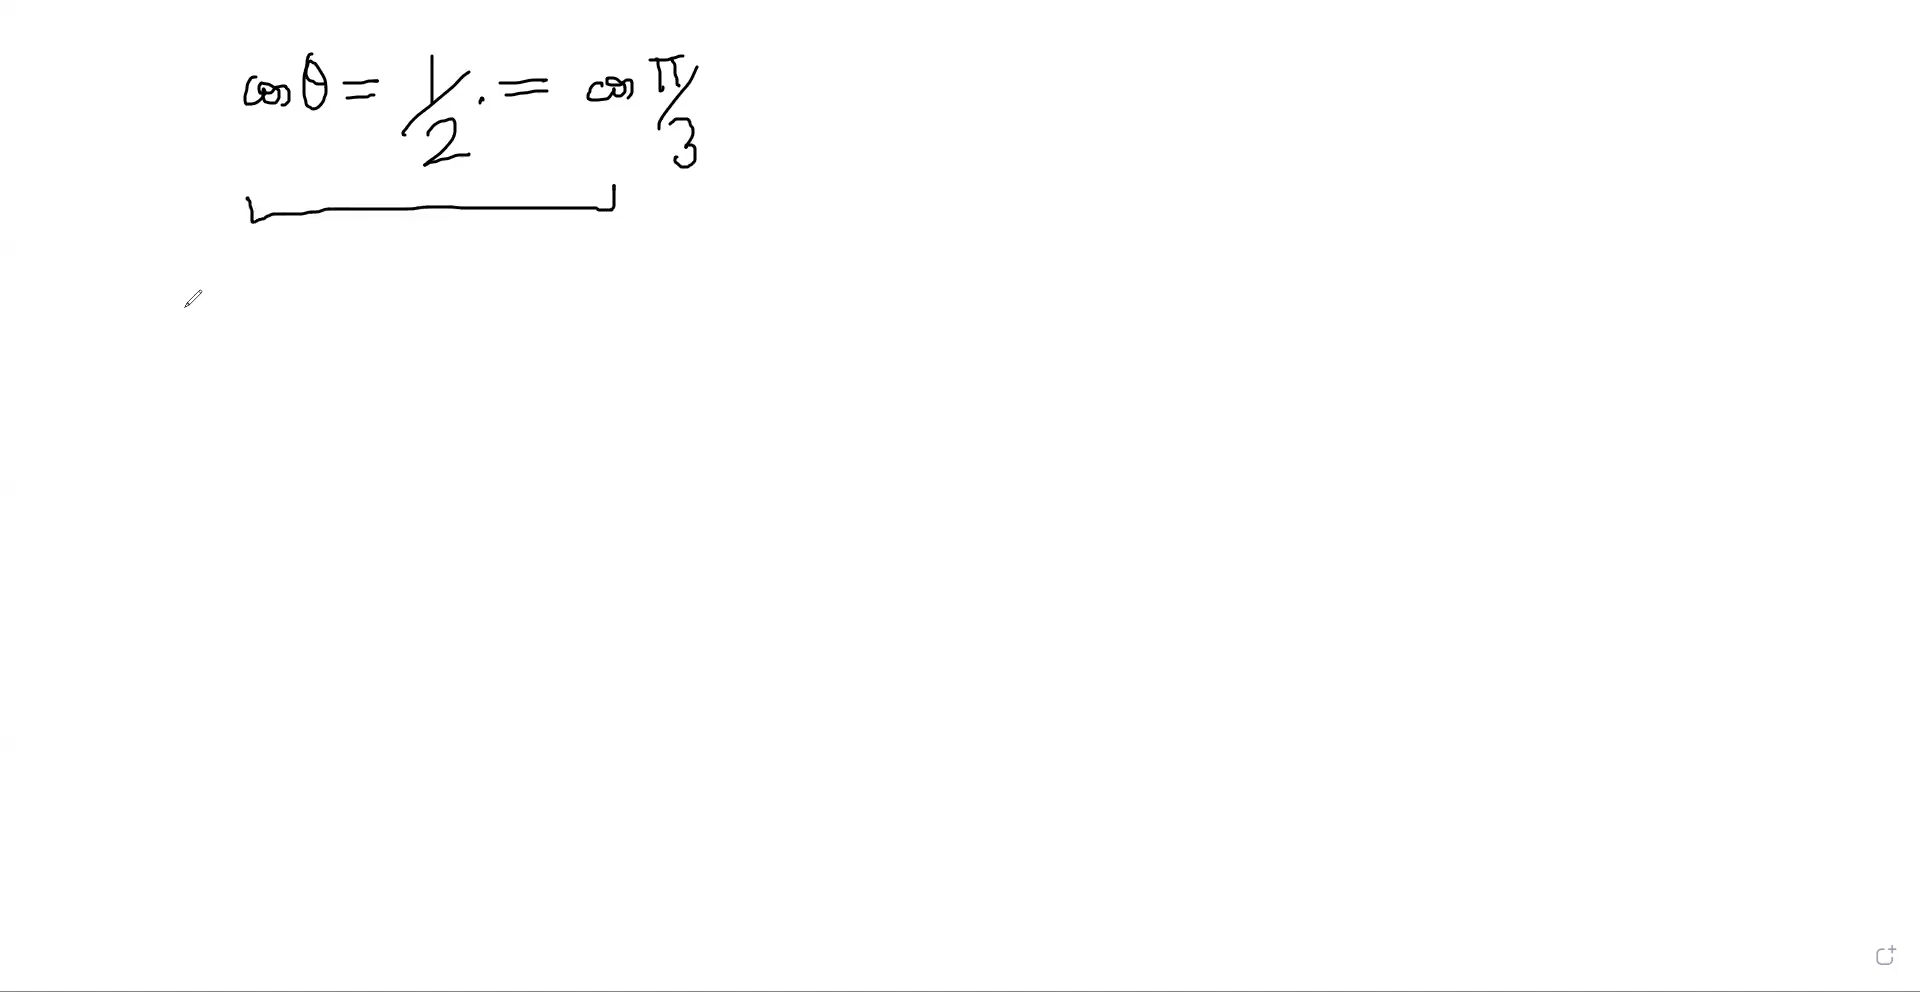 cos θ = 1/2 . = cos π/3